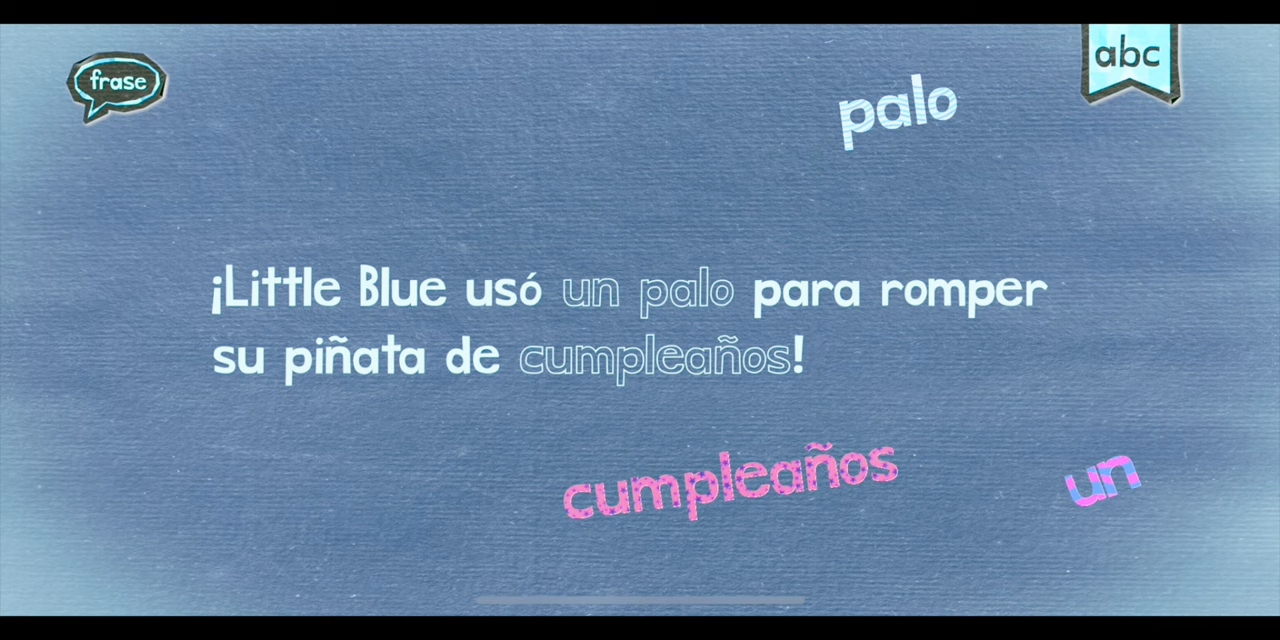 frase
abc
palo
¡Little Blue usó un palo para romper
su piñata de cumpleaños!
cumpleaños
un